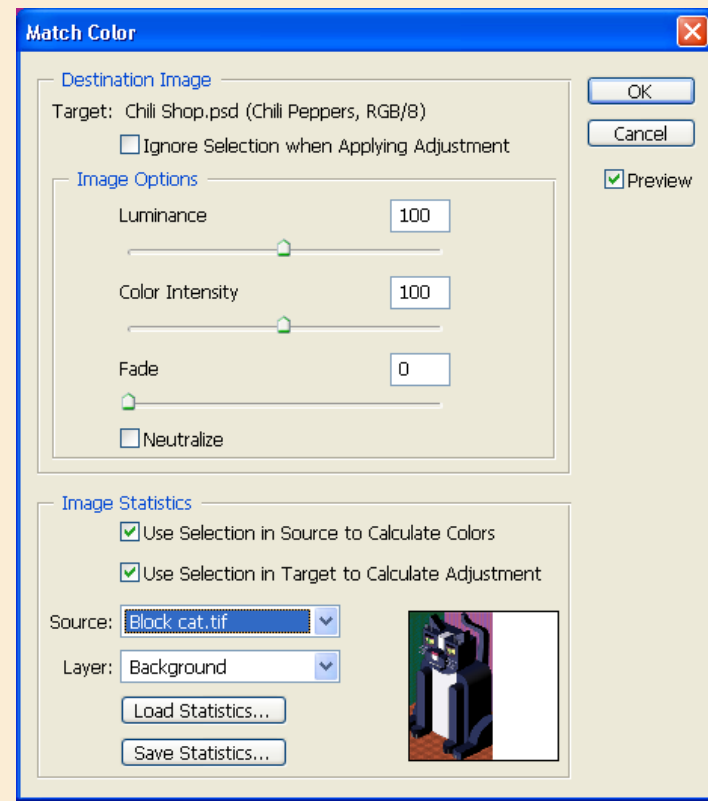 Match Color
Destination Image
Target: Chili Shop.psd (Chili Peppers, RGB/8)
Ignore Selection when Applying Adjustment
Image Options
Luminance 100
Color Intensity 100
Fade 0
Neutralize
OK
Cancel
Preview
Image Statistics
Use Selection in Source to Calculate Colors
Use Selection in Target to Calculate Adjustment
Source: Block cat.tif
Layer: Background
Load Statistics...
Save Statistics...